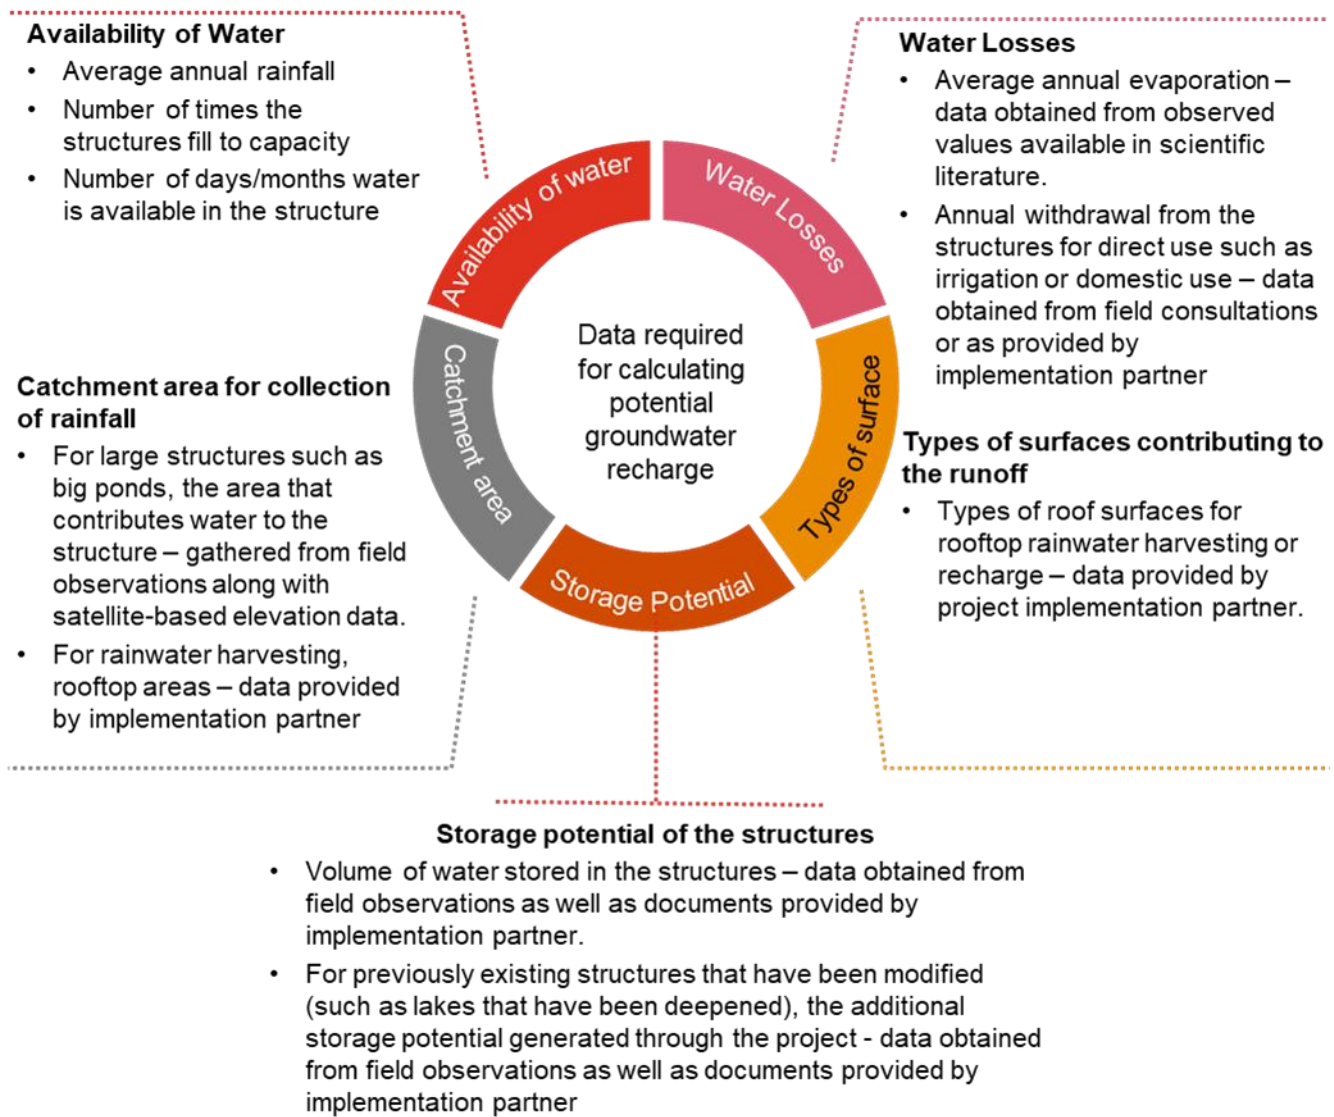 Availability of Water
• Average annual rainfall
• Number of times the
structures fill to capacity
• Number of days/months water
is available in the structure
Water Losses
• Average annual evaporation –
data obtained from observed
values available in scientific
literature.
• Annual withdrawal from the
structures for direct use such as
irrigation or domestic use – data
obtained from field consultations
or as provided by
implementation partner
Availability of water
Water Losses
Types of surface
Storage Potential
Catchment area
Data required
for calculating
potential
groundwater
recharge
Catchment area for collection
of rainfall
• For large structures such as
big ponds, the area that
contributes water to the
structure – gathered from field
observations along with
satellite-based elevation data.
• For rainwater harvesting,
rooftop areas – data provided
by implementation partner
Types of surfaces contributing to
the runoff
• Types of roof surfaces for
rooftop rainwater harvesting or
recharge – data provided by
project implementation partner.
Storage potential of the structures
• Volume of water stored in the structures – data obtained from
field observations as well as documents provided by
implementation partner.
• For previously existing structures that have been modified
(such as lakes that have been deepened), the additional
storage potential generated through the project - data obtained
from field observations as well as documents provided by
implementation partner